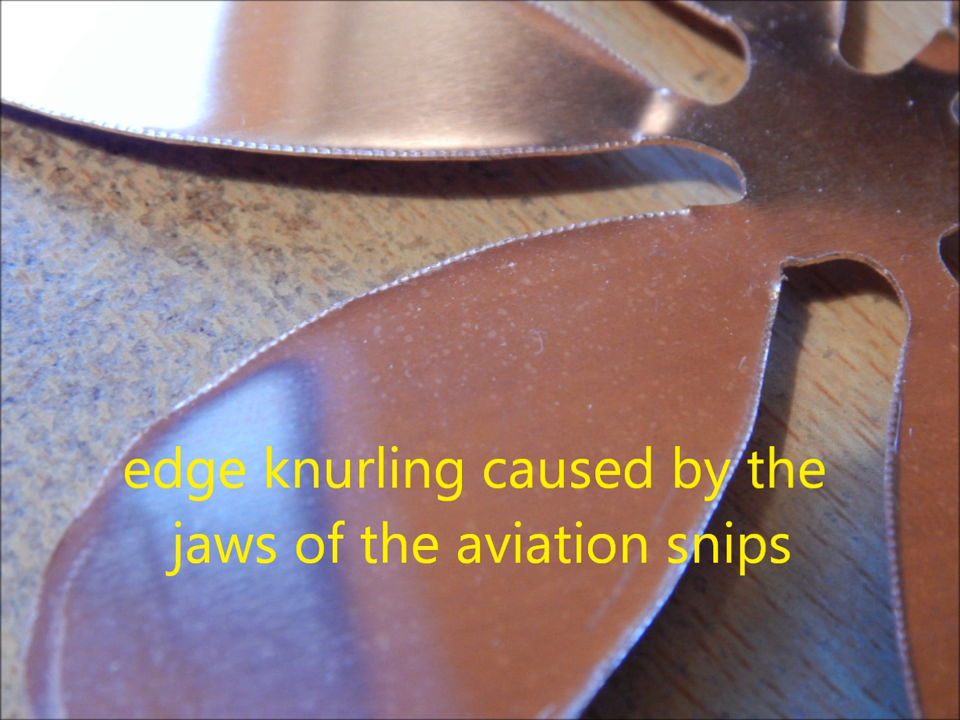 edge knurling caused by the
jaws of the aviation snips